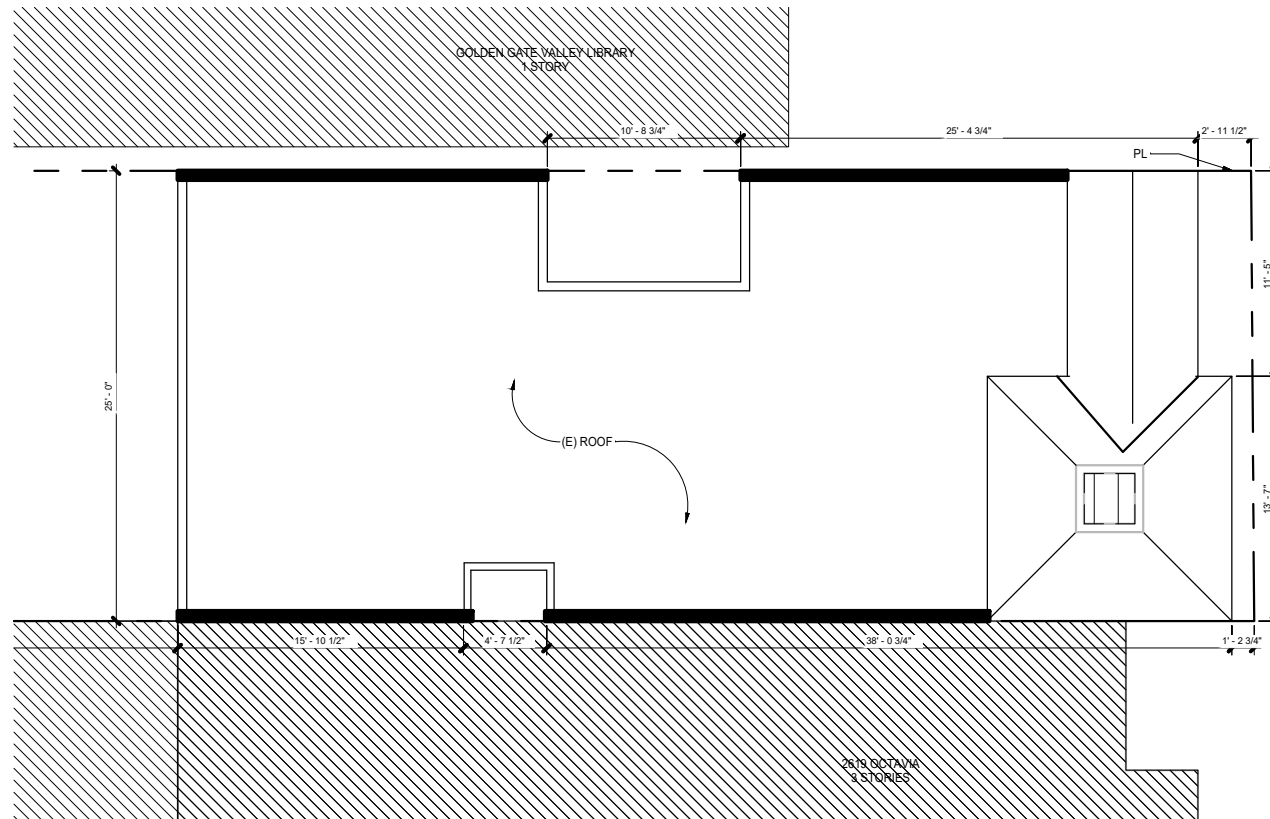 GOLDEN GATE VALLEY LIBRARY
1 STORY
10' - 8 3/4"
25' - 4 3/4"
2' - 11 1/2"
PL
11' - 5"
25' - 0"
(E) ROOF
13' - 7"
15' - 10 1/2"
4' - 7 1/2"
38' - 0 3/4"
1' - 2 3/4"
2619 OCTAVIA
3 STORIES